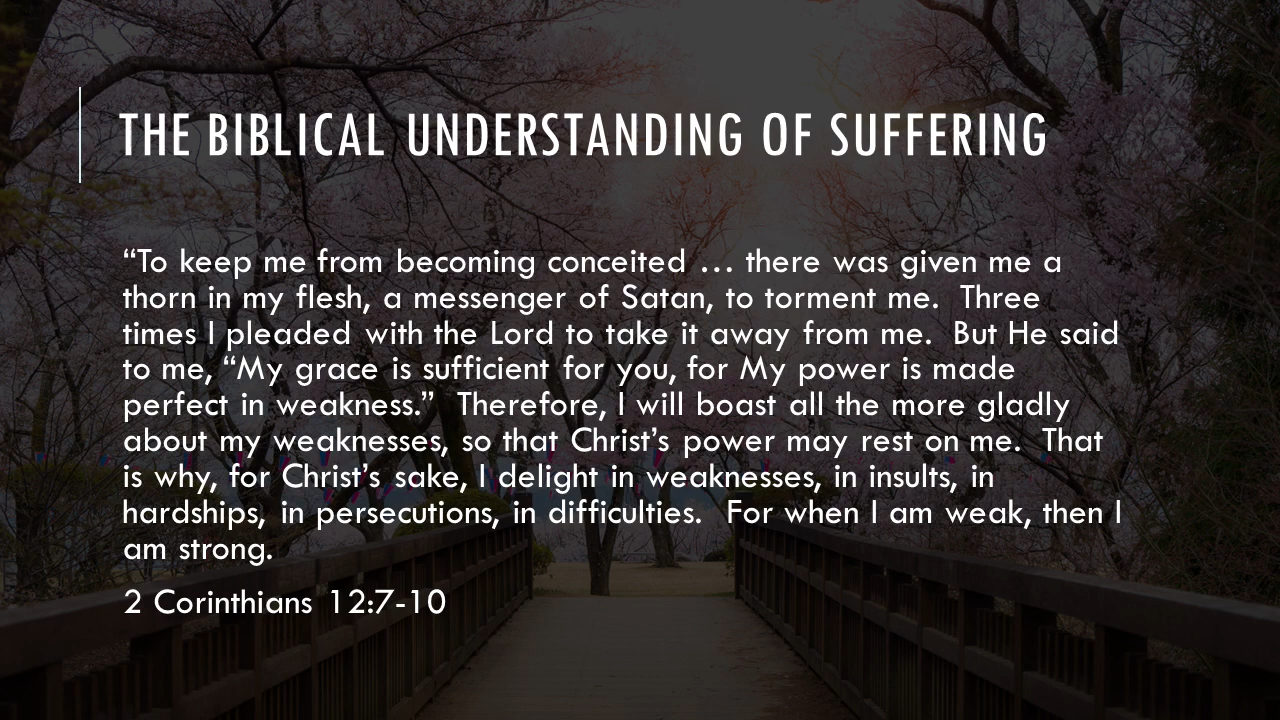 THE BIBLICAL UNDERSTANDING OF SUFFERING
“To keep me from becoming conceited … there was given me a
thorn in my flesh, a messenger of Satan, to torment me.  Three
times I pleaded with the Lord to take it away from me.  But He said
to me, “My grace is sufficient for you, for My power is made
perfect in weakness.”  Therefore, I will boast all the more gladly
about my weaknesses, so that Christ’s power may rest on me.  That
is why, for Christ’s sake, I delight in weaknesses, in insults, in
hardships, in persecutions, in difficulties.  For when I am weak, then I
am strong.
2 Corinthians 12:7-10